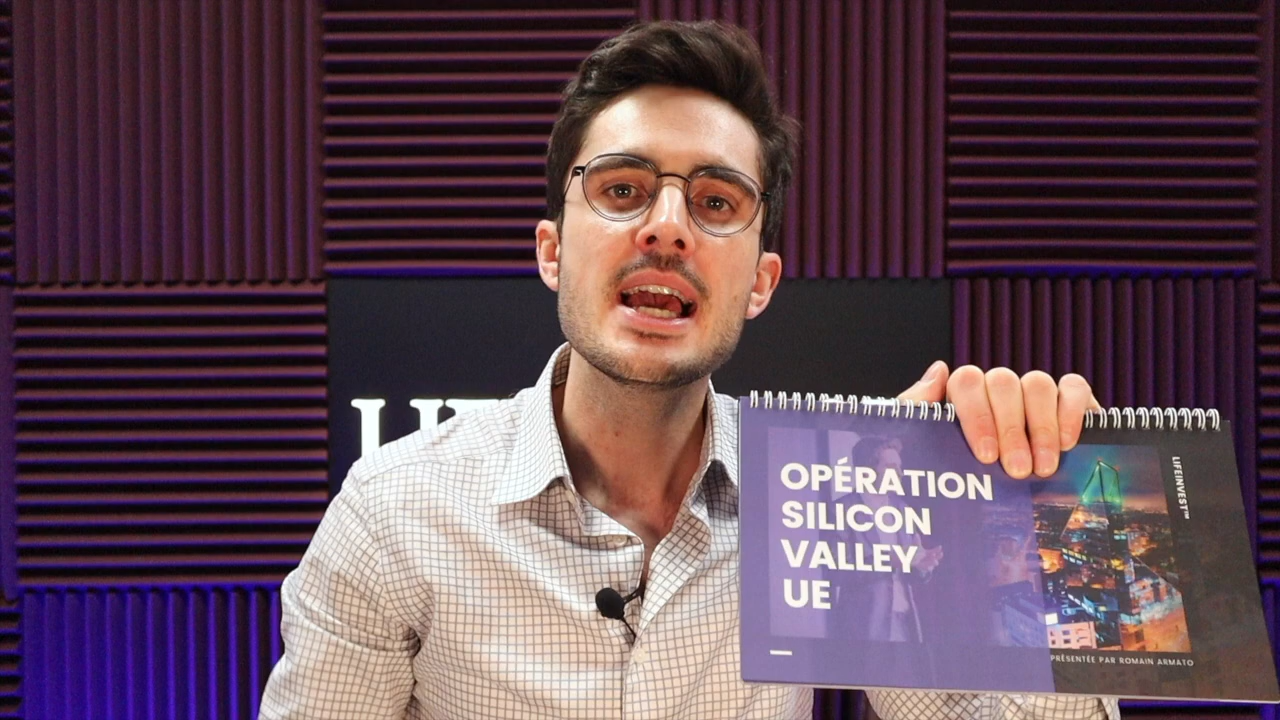 OPÉRATION
SILICON
VALLEY
UE
LIFEINVEST
PRÉSENTÉE PAR ROMAIN ARMATO